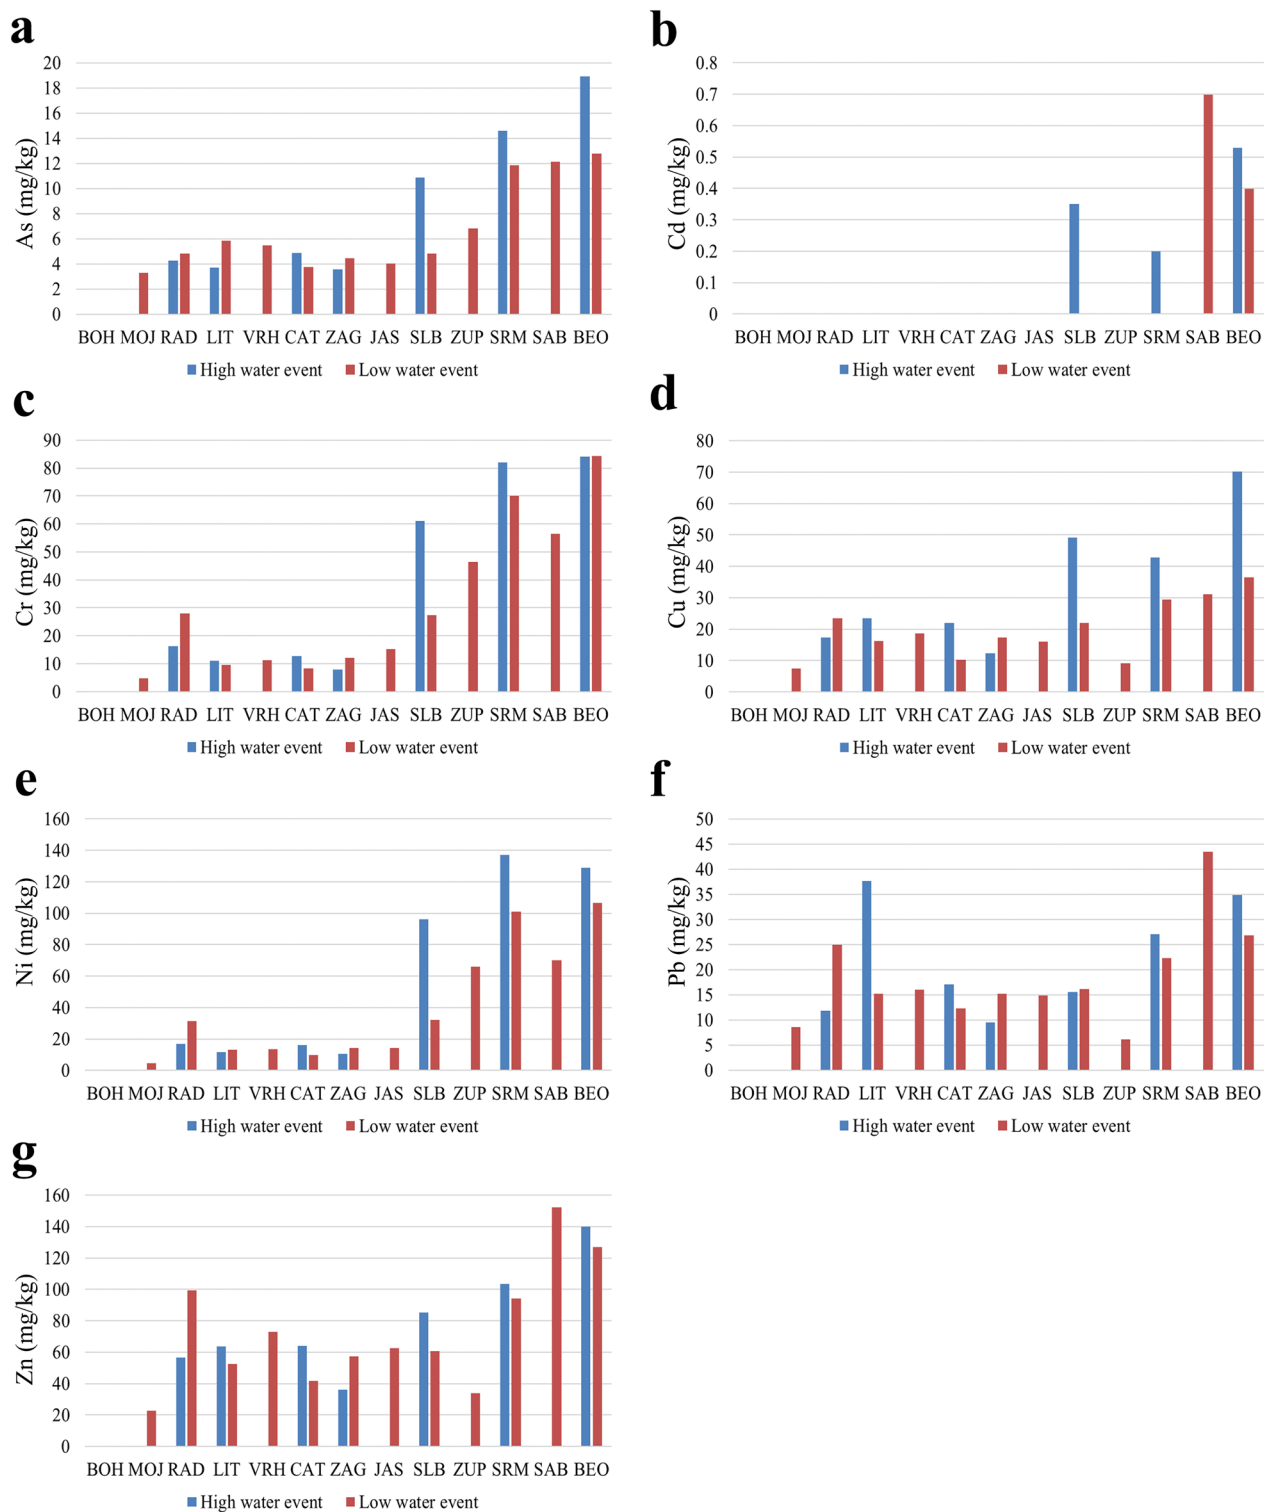 a
As (mg/kg)
20
18
16
14
12
10
8
6
4
2
0
BOH MOJ RAD LIT VRH CAT ZAG JAS SLB ZUP SRM SAB BEO
High water event Low water event
b
Cd (mg/kg)
0.8
0.7
0.6
0.5
0.4
0.3
0.2
0.1
0
BOH MOJ RAD LIT VRH CAT ZAG JAS SLB ZUP SRM SAB BEO
High water event Low water event
c
Cr (mg/kg)
90
80
70
60
50
40
30
20
10
0
BOH MOJ RAD LIT VRH CAT ZAG JAS SLB ZUP SRM SAB BEO
High water event Low water event
d
Cu (mg/kg)
80
70
60
50
40
30
20
10
0
BOH MOJ RAD LIT VRH CAT ZAG JAS SLB ZUP SRM SAB BEO
High water event Low water event
e
Ni (mg/kg)
160
140
120
100
80
60
40
20
0
BOH MOJ RAD LIT VRH CAT ZAG JAS SLB ZUP SRM SAB BEO
High water event Low water event
f
Pb (mg/kg)
50
45
40
35
30
25
20
15
10
5
0
BOH MOJ RAD LIT VRH CAT ZAG JAS SLB ZUP SRM SAB BEO
High water event Low water event
g
Zn (mg/kg)
160
140
120
100
80
60
40
20
0
BOH MOJ RAD LIT VRH CAT ZAG JAS SLB ZUP SRM SAB BEO
High water event Low water event